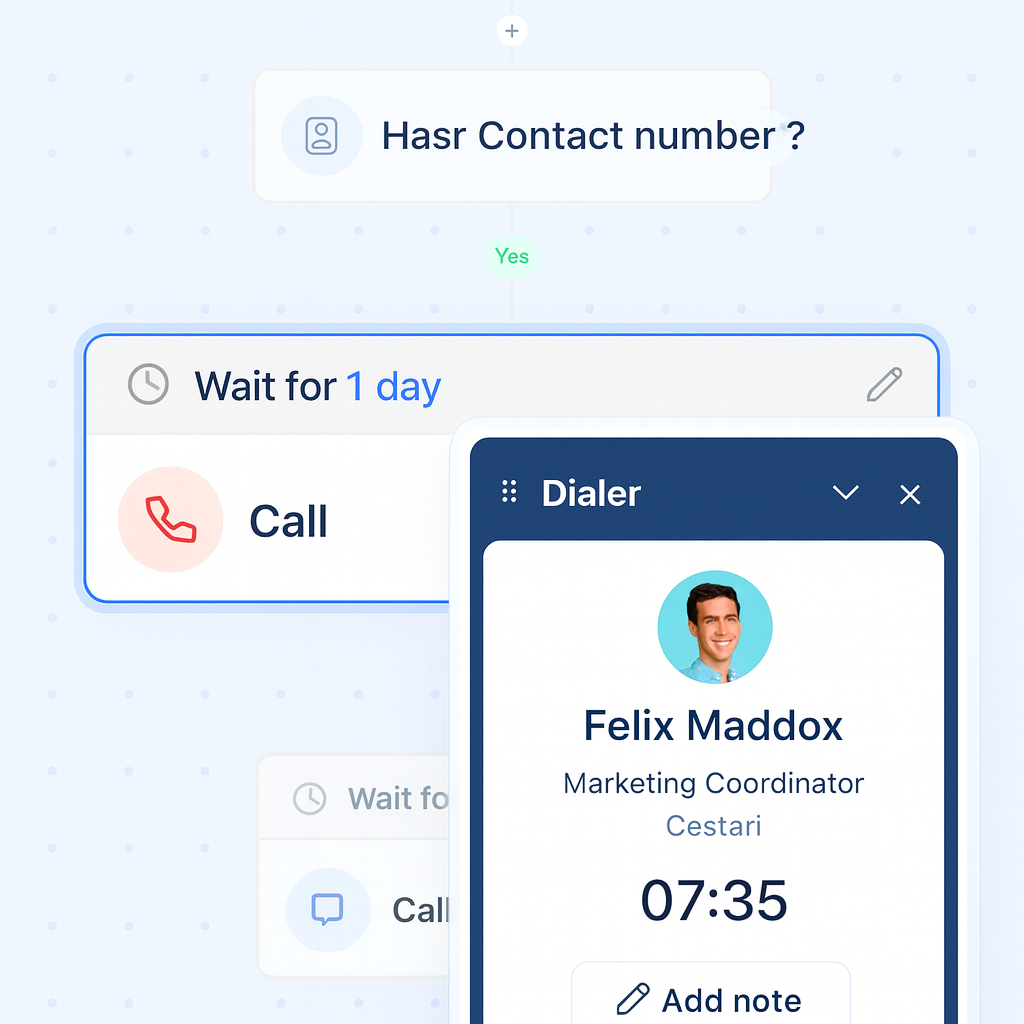 Hasr Contact number ?
Yes
Wait for 1 day
Call
Dialer
Felix Maddox
Marketing Coordinator
Cestari
07:35
Add note
Wait fo
Call